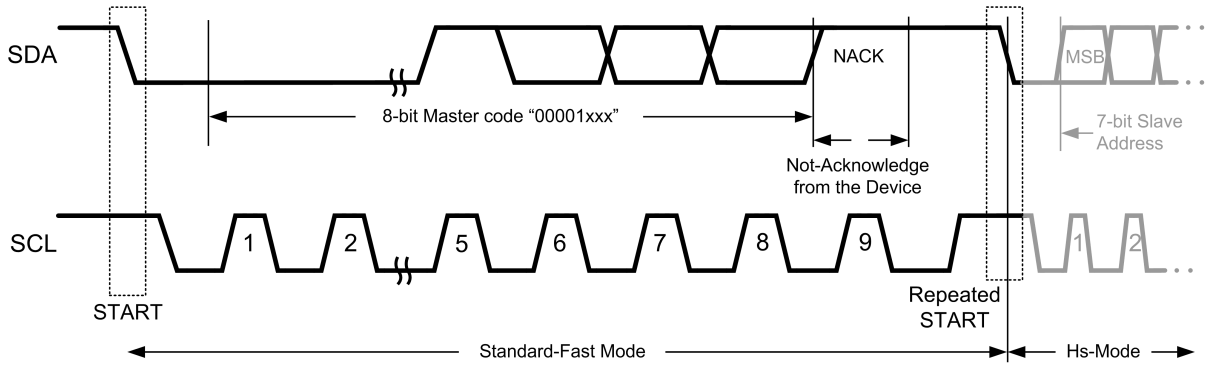 SDA
NACK
MSB
8-bit Master code “00001xxx”
7-bit Slave
Address
Not-Acknowledge
from the Device
SCL
1 2 5 6 7 8 9 1 2
START
Repeated
START
Standard-Fast Mode
Hs-Mode